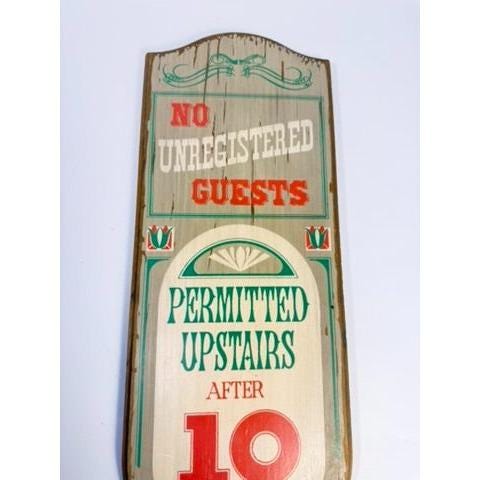 NO
UNREGISTERED
GUESTS
PERMITTED
UPSTAIRS
AFTER
10